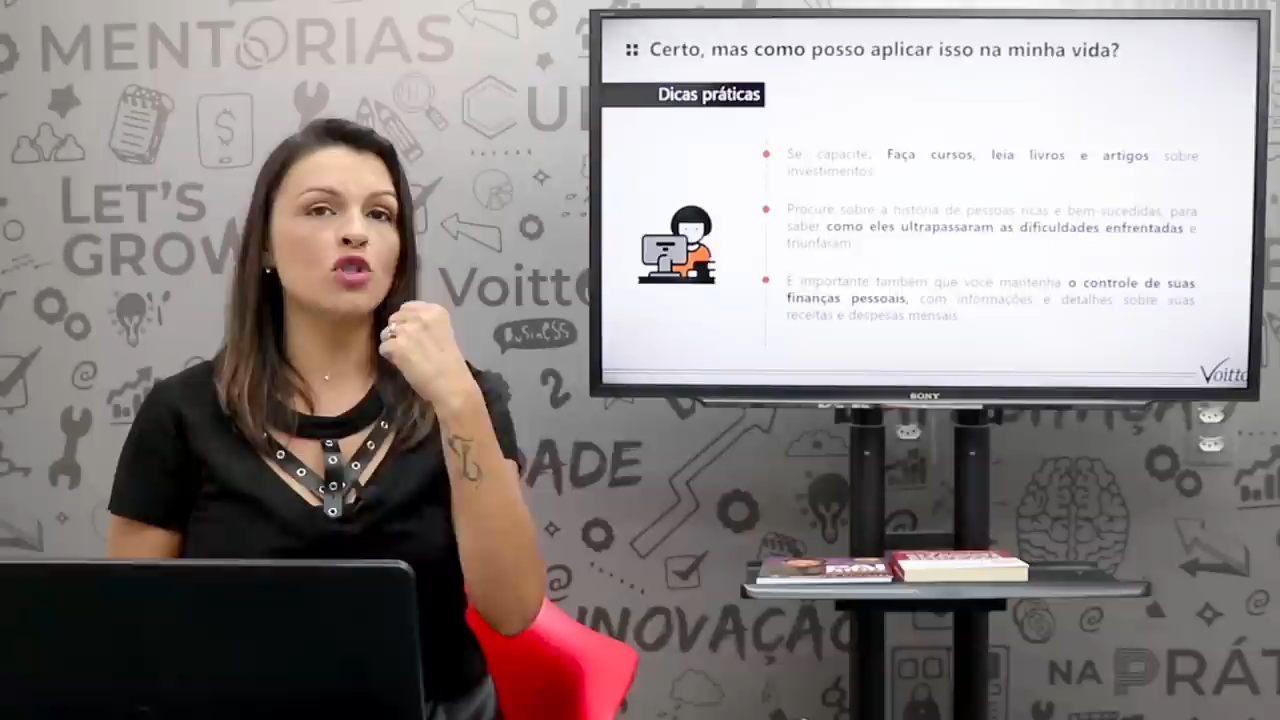 MENTORIAS
CU
LET'S
GROW
Voitto
BUSINESS
:: Certo, mas como posso aplicar isso na minha vida?
Dicas práticas
Se capacite. Faça cursos, leia livros e artigos sobre
investimentos.
Procure sobre a história de pessoas ricas e bem-sucedidas, para
saber como eles ultrapassaram as dificuldades enfrentadas e
triunfaram.
É importante também que você mantenha o controle de suas
finanças pessoais, com informações e detalhes sobre suas
receitas e despesas mensais.
Voitto
SONY
DADE
INOVAÇÃO
NA PRÁT